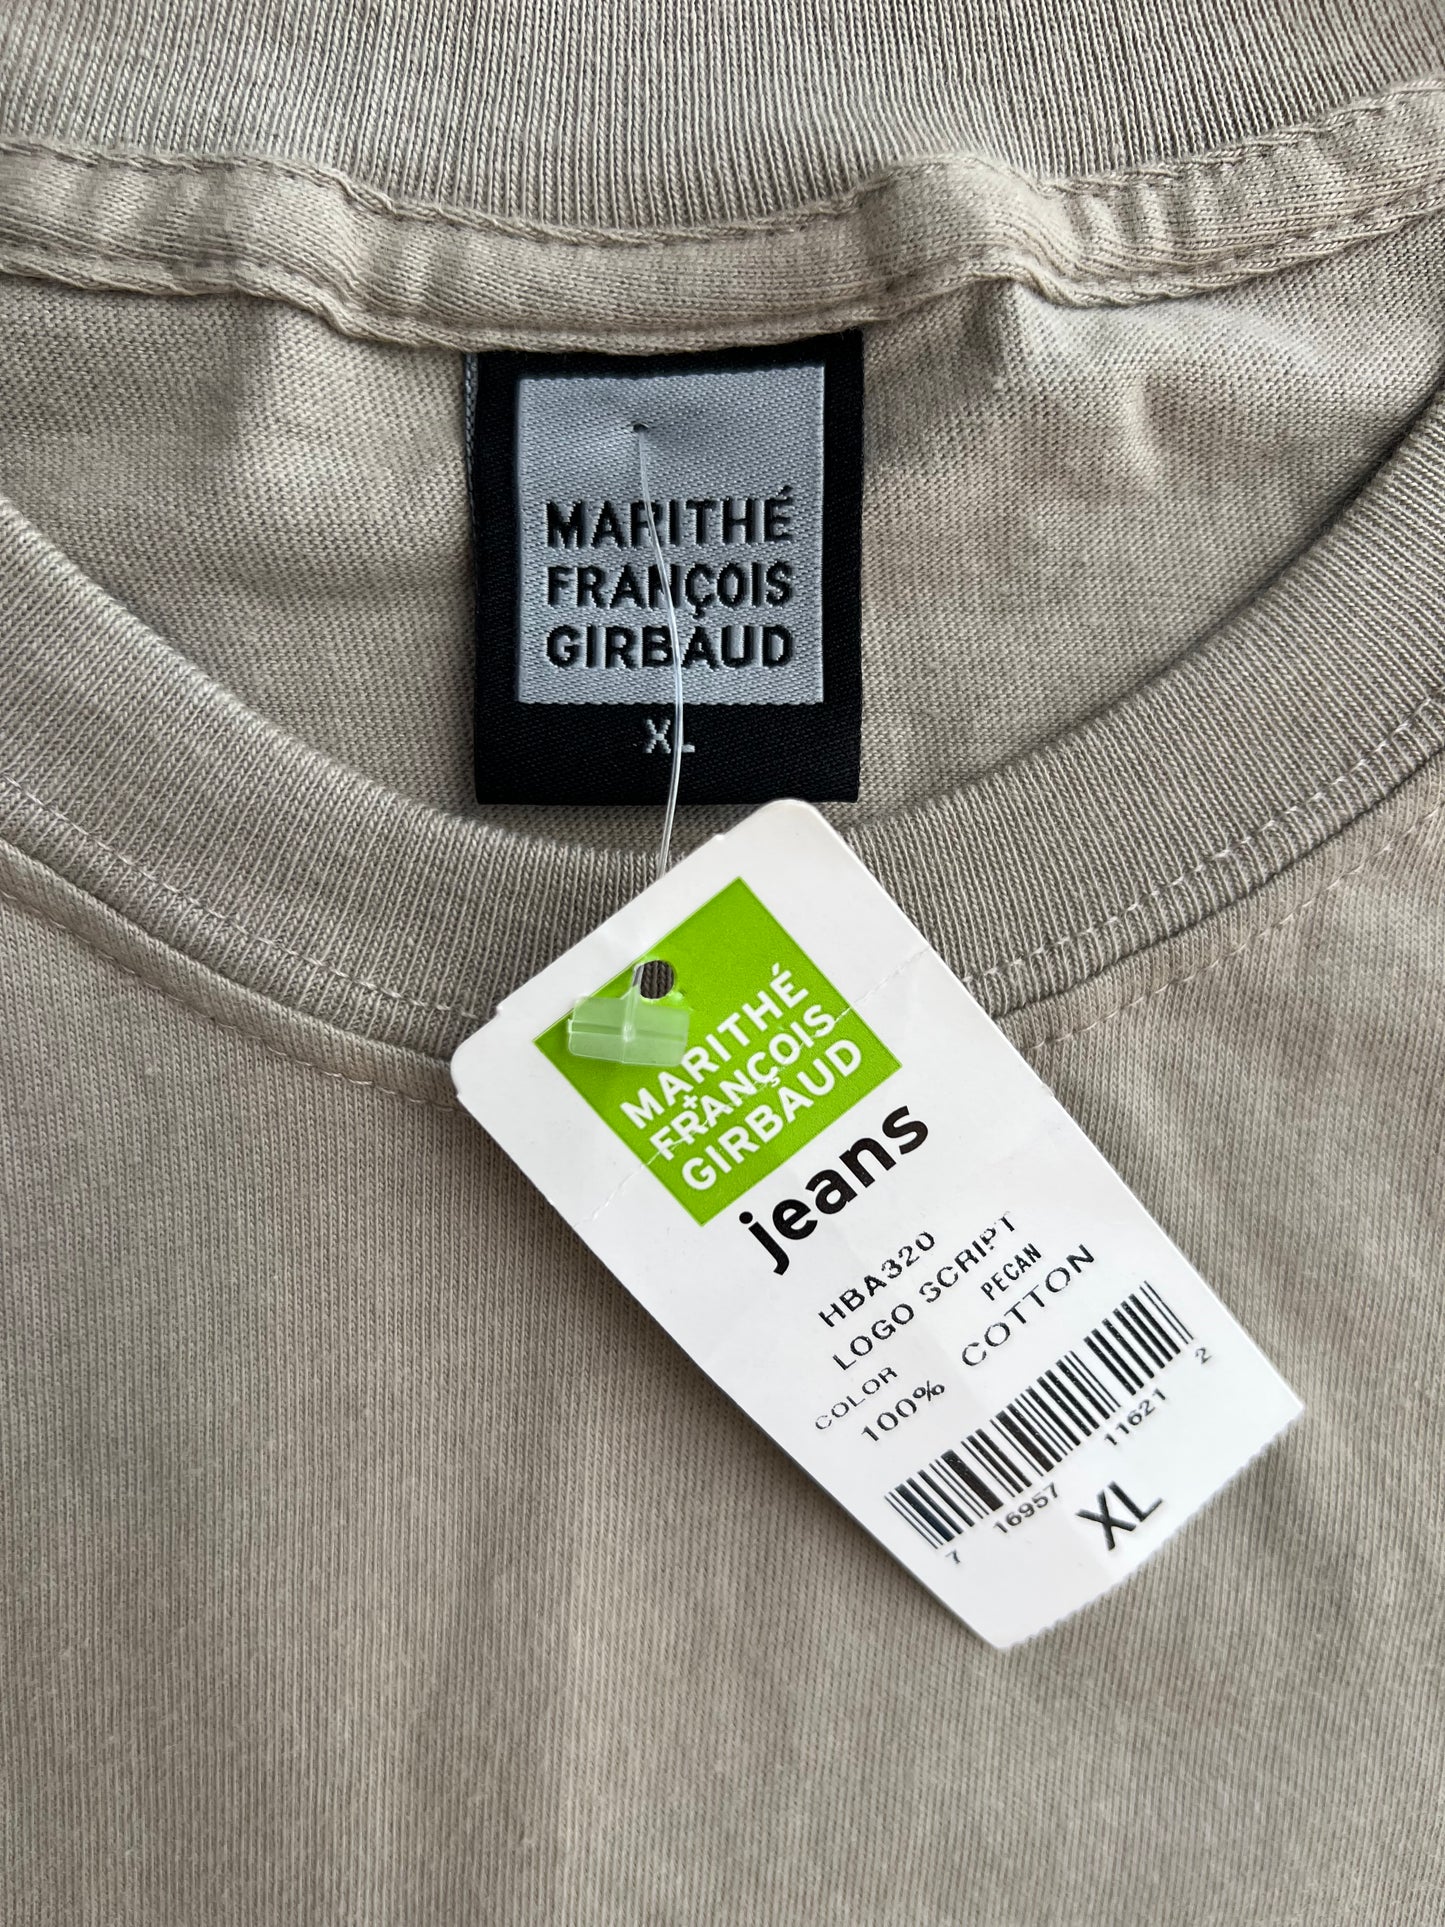 MARITHÉ
FRANÇOIS
GIRBAUD
XL
MARITHÉ
+
FRANÇOIS
GIRBAUD
jeans
HBA320
LOGO SCRIPT
COLOR PECAN
100% COTTON
7 16957 11621 2
XL